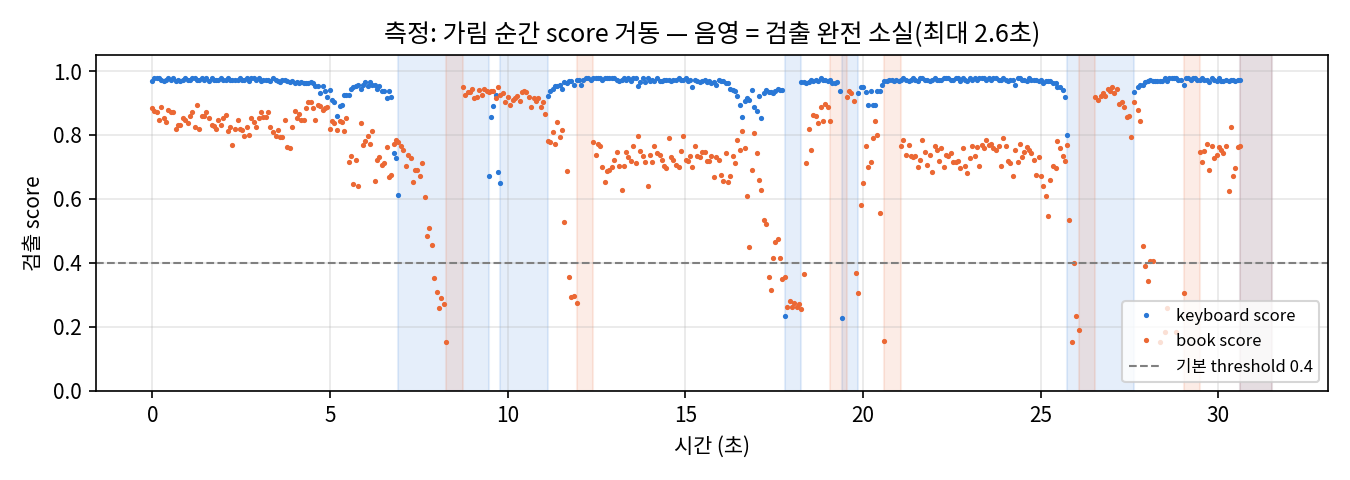 측정: 가림 순간 score 거동 — 음영 = 검출 완전 소실(최대 2.6초)
1.0
0.8
0.6
0.4
0.2
0.0
검출 score
0 5 10 15 20 25 30
시간 (초)
keyboard score
book score
기본 threshold 0.4